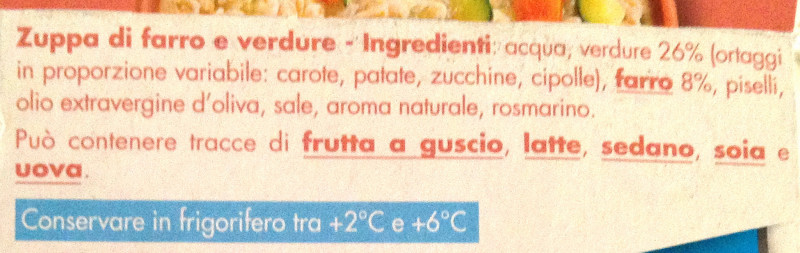 Zuppa di farro e verdure - Ingredienti: acqua, verdure 26% (ortaggi
in proporzione variabile: carote, patate, zucchine, cipolle), farro 8%, piselli,
olio extravergine d'oliva, sale, aroma naturale, rosmarino.
Può contenere tracce di frutta a guscio, latte, sedano, soia e
uova.
Conservare in frigorifero tra +2°C e +6°C